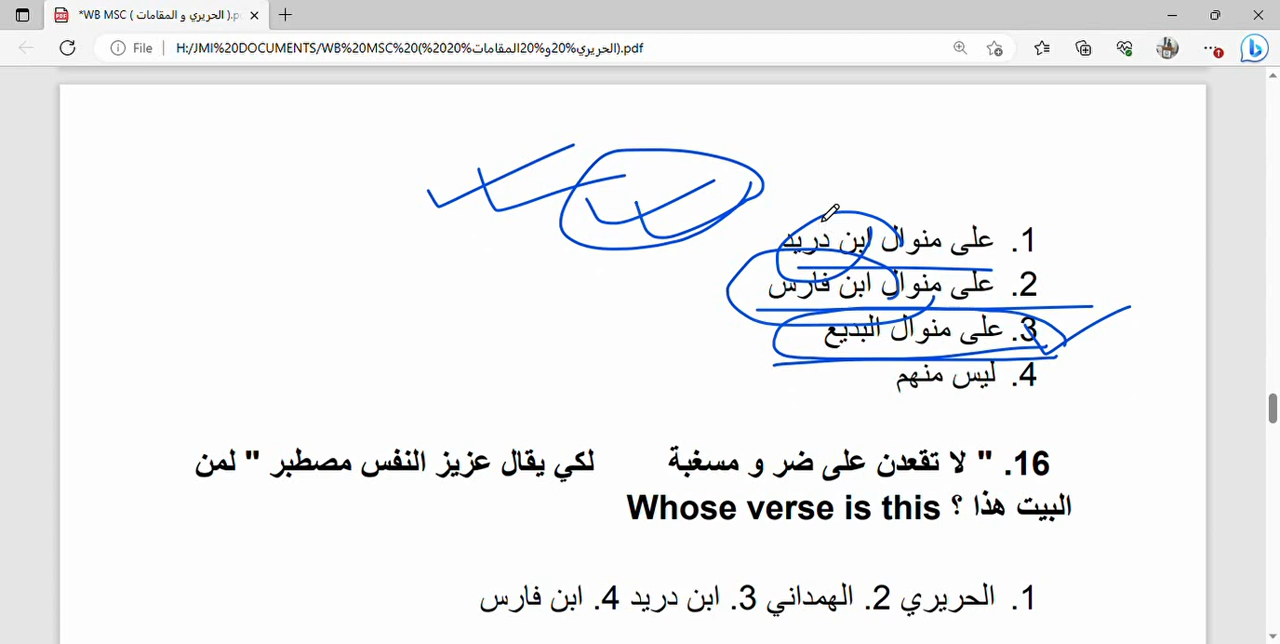 *WB MSC ( الحريري و المقامات ).p
File
H:/JMI%20DOCUMENTS/WB%20MSC%20(%2020%الحريري%20و%20المقامات).pdf
1. على منوال ابن دريد
2. على منوال ابن فارس
3. على منوال البديع
4. ليس منهم
16. " لا تقعدن على ضر و مسغبة لكي يقال عزيز النفس مصطبر " لمن
البيت هذا ؟ Whose verse is this
1. الحريري 2. الهمداني 3. ابن دريد 4. ابن فارس